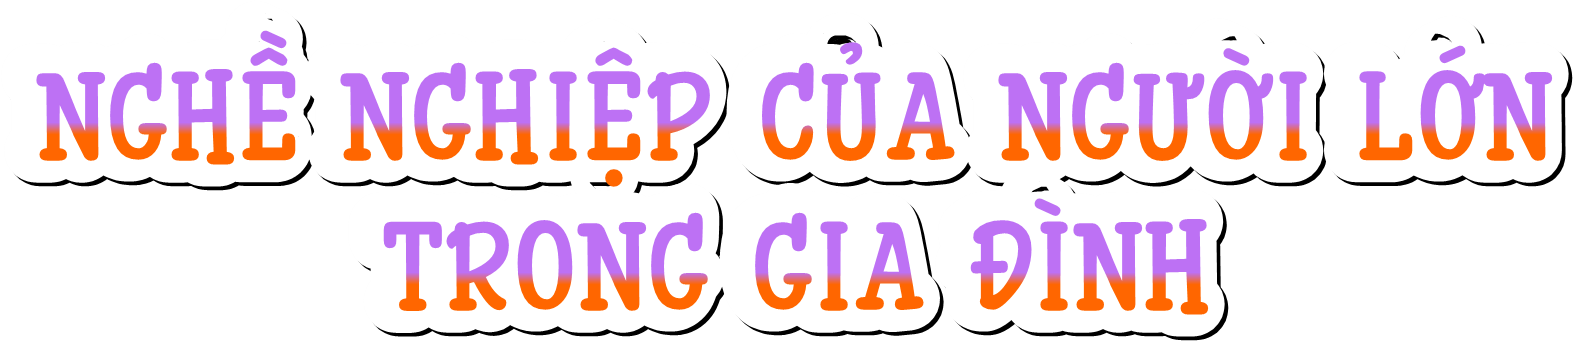 NGHỀ NGHIỆP CỦA NGƯỜI LỚN
TRONG GIA ĐÌNH